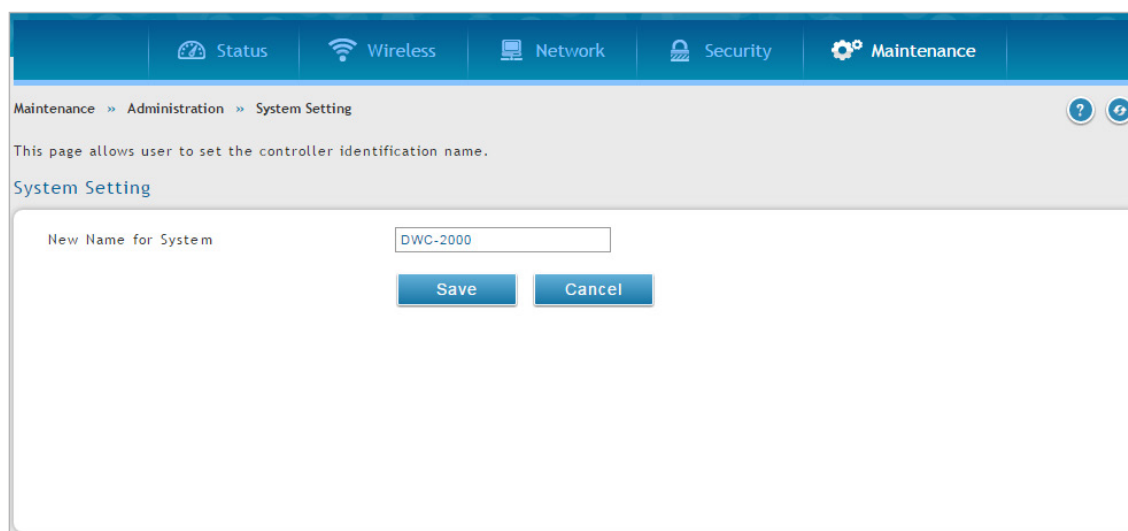 Status Wireless Network Security Maintenance
Maintenance » Administration » System Setting
?
This page allows user to set the controller identification name.
System Setting
New Name for System DWC-2000
Save Cancel